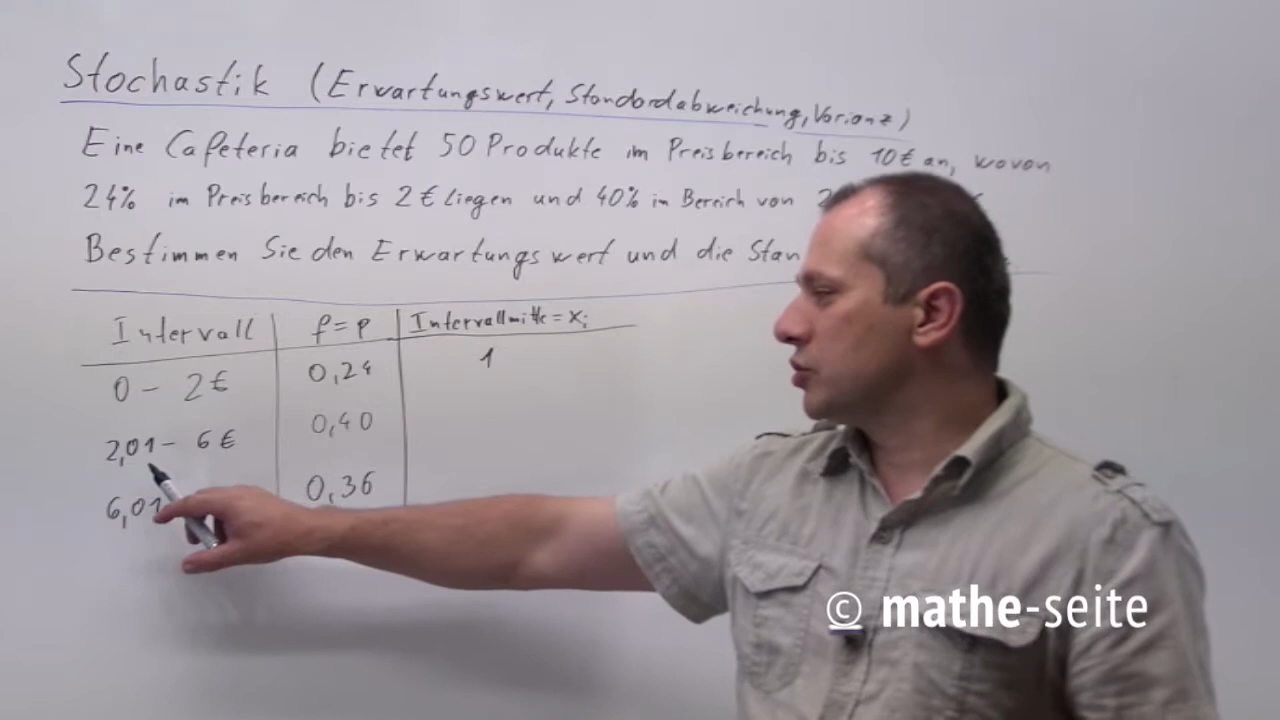 Stochastik (Erwartungswert, Standardabweichung, Varianz)
Eine Cafeteria bietet 50 Produkte im Preisbereich bis 10€ an, wovon
24% im Preisbereich bis 2€ liegen und 40% im Bereich von 2
Bestimmen Sie den Erwartungswert und die Stan
Intervall f=p Intervallmitte = xi
0 - 2€ 0,24 1
2,01 - 6€ 0,40
6,01 0,36
© mathe-seite